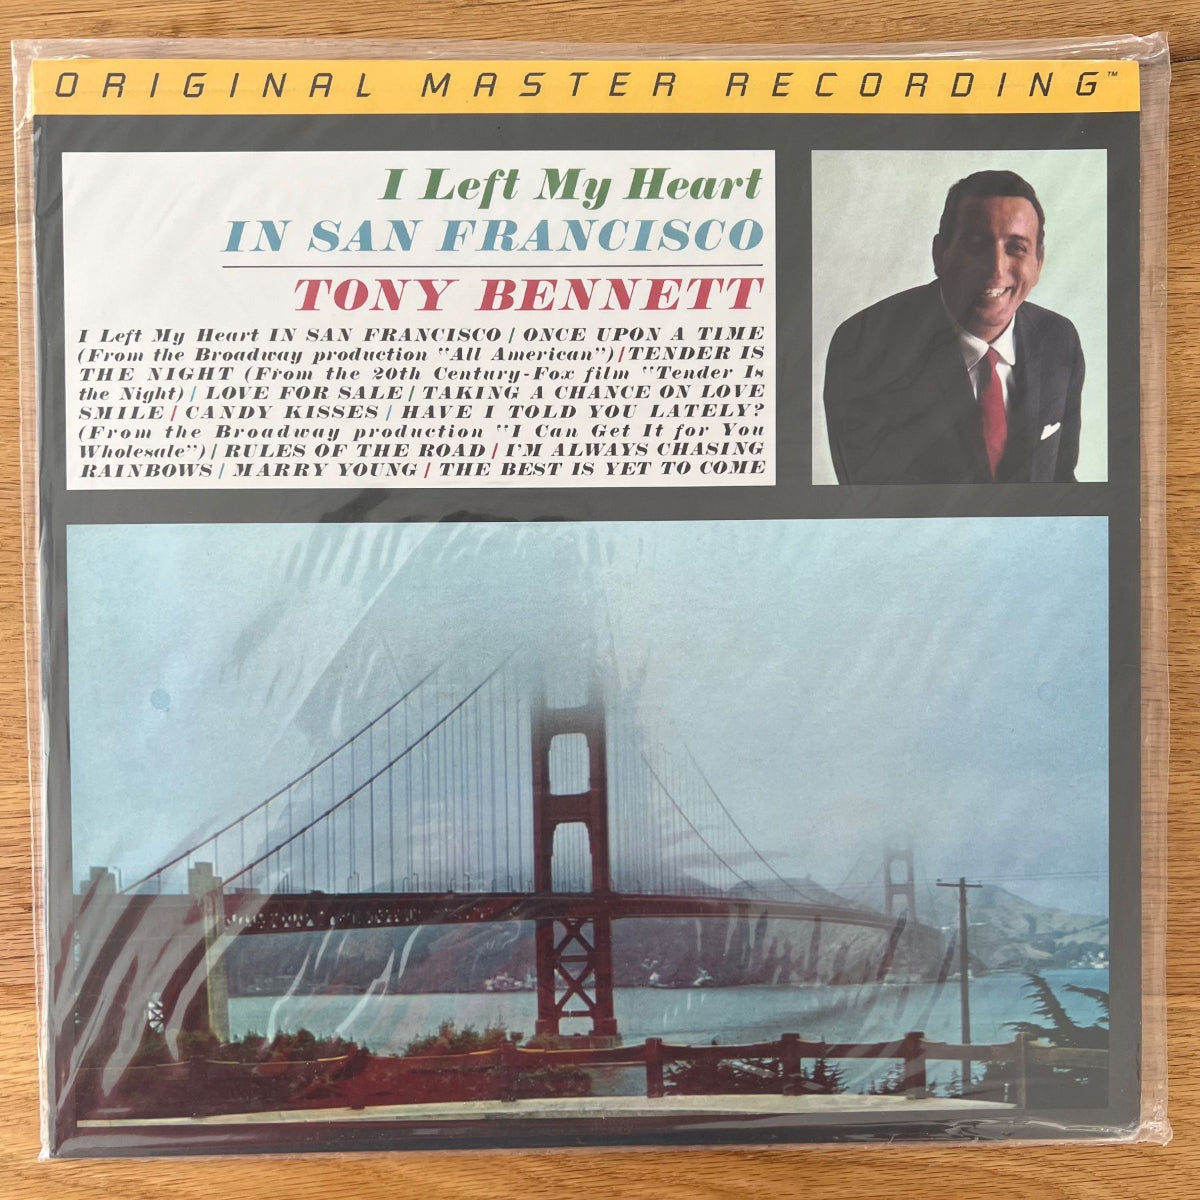 ORIGINAL MASTER RECORDING™
I Left My Heart
IN SAN FRANCISCO
TONY BENNETT
I Left My Heart IN SAN FRANCISCO / ONCE UPON A TIME
(From the Broadway production "All American") / TENDER IS
THE NIGHT (From the 20th Century-Fox film "Tender Is
the Night) / LOVE FOR SALE / TAKING A CHANCE ON LOVE
SMILE / CANDY KISSES / HAVE I TOLD YOU LATELY?
(From the Broadway production "I Can Get It for You
Wholesale") / RULES OF THE ROAD / I'M ALWAYS CHASING
RAINBOWS / MARRY YOUNG / THE BEST IS YET TO COME